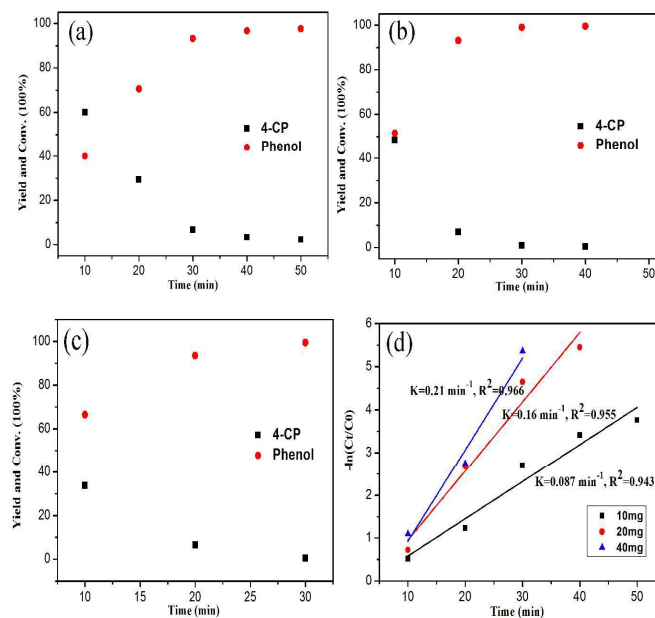 (a)
Yield and Conv. (100%)
100
80
60
40
20
0
4-CP
Phenol
10 20 30 40 50
Time (min)
(b)
Yield and Conv. (100%)
100
80
60
40
20
0
4-CP
Phenol
10 20 30 40 50
Time (min)
(c)
Yield and Conv. (100%)
100
80
60
40
20
0
4-CP
Phenol
10 15 20 25 30
Time (min)
(d)
-ln(Ct/C0)
6
5
4
3
2
1
0
K=0.21 min⁻¹, R²=0.966
K=0.16 min⁻¹, R²=0.955
K=0.087 min⁻¹, R²=0.943
10mg
20mg
40mg
10 20 30 40 50
Time (min)